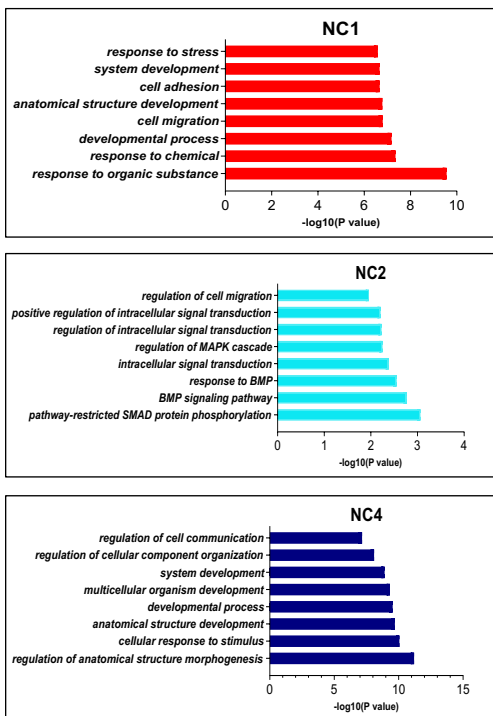 NC1
response to stress
system development
cell adhesion
anatomical structure development
cell migration
developmental process
response to chemical
response to organic substance
0 2 4 6 8 10
-log10(P value)
NC2
regulation of cell migration
positive regulation of intracellular signal transduction
regulation of intracellular signal transduction
regulation of MAPK cascade
intracellular signal transduction
response to BMP
BMP signaling pathway
pathway-restricted SMAD protein phosphorylation
0 1 2 3 4
-log10(P value)
NC4
regulation of cell communication
regulation of cellular component organization
system development
multicellular organism development
developmental process
anatomical structure development
cellular response to stimulus
regulation of anatomical structure morphogenesis
0 5 10 15
-log10(P value)